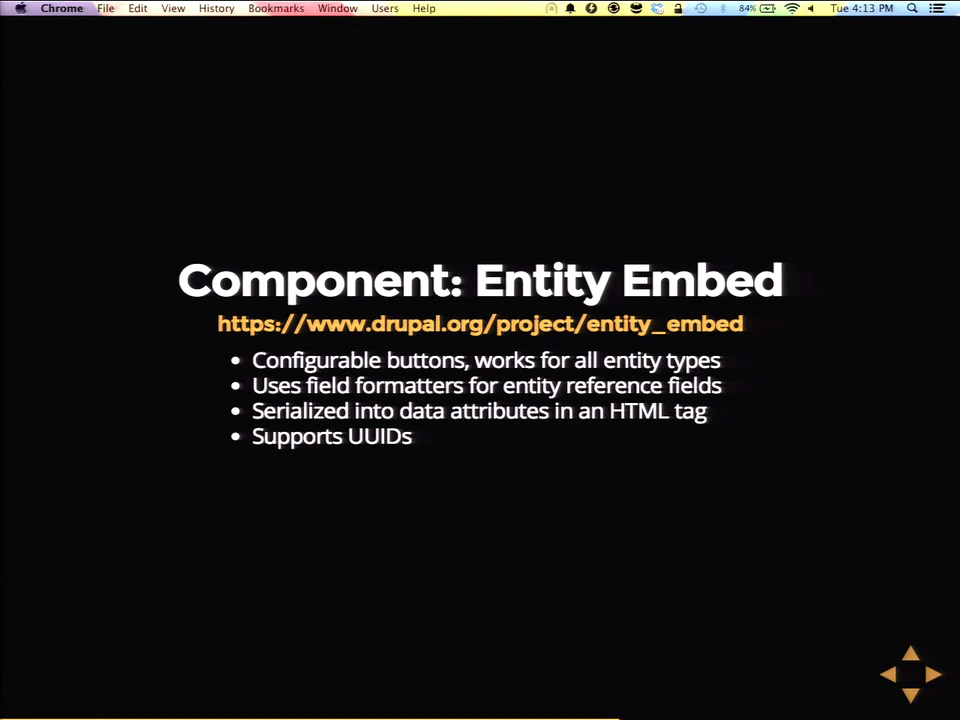 Chrome File Edit View History Bookmarks Window Users Help 84% Tue 4:13 PM
Component: Entity Embed
https://www.drupal.org/project/entity_embed
• Configurable buttons, works for all entity types
• Uses field formatters for entity reference fields
• Serialized into data attributes in an HTML tag
• Supports UUIDs